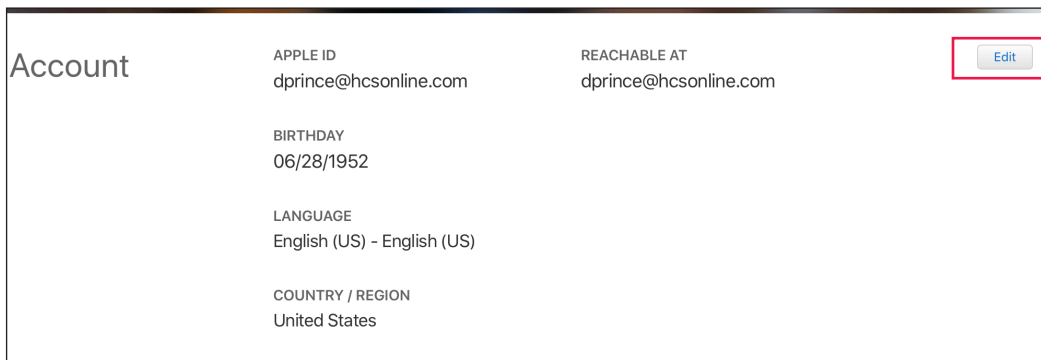 Account
APPLE ID
dprince@hcsonline.com
REACHABLE AT
dprince@hcsonline.com
Edit
BIRTHDAY
06/28/1952
LANGUAGE
English (US) - English (US)
COUNTRY / REGION
United States